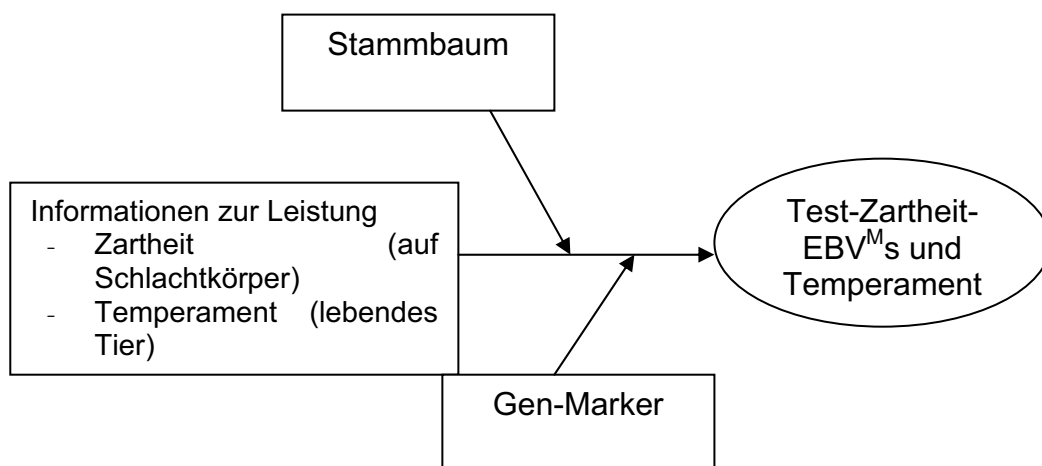 Stammbaum
Informationen zur Leistung
- Zartheit (auf
Schlachtkörper)
- Temperament (lebendes
Tier)
Test-Zartheit-
EBVᴹs und
Temperament
Gen-Marker